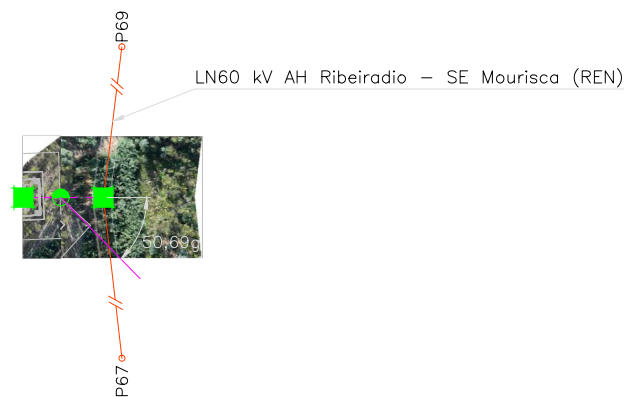 P69
LN60 kV AH Ribeiradio – SE Mourisca (REN)
50,69g
P67